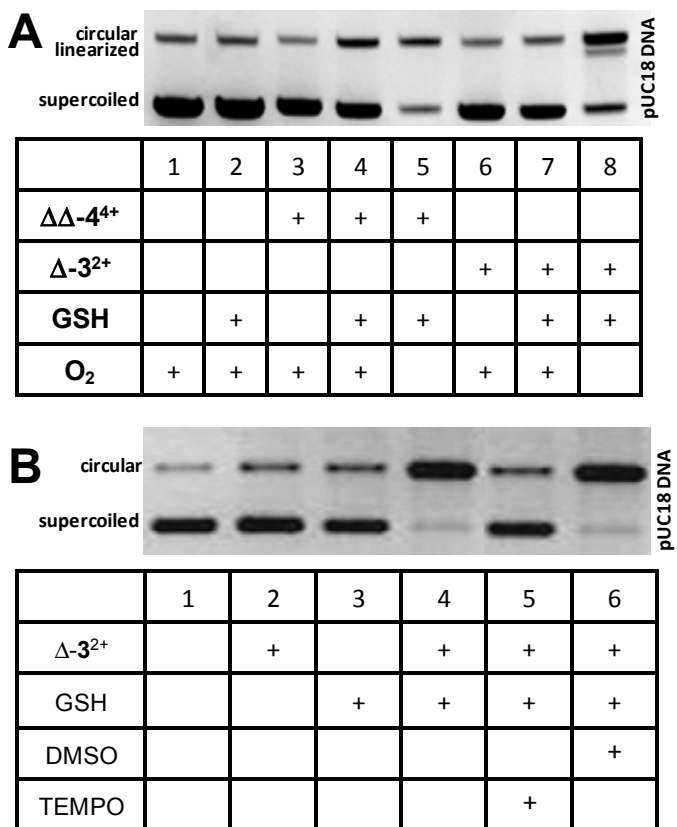 A
circular
linearized
supercoiled
pUC18 DNA
1 2 3 4 5 6 7 8
ΔΔ-4⁴⁺ + + +
Δ-3²⁺ + + +
GSH + + + + +
O₂ + + + + + +
B
circular
supercoiled
pUC18 DNA
1 2 3 4 5 6
Δ-3²⁺ + + + +
GSH + + + +
DMSO +
TEMPO +